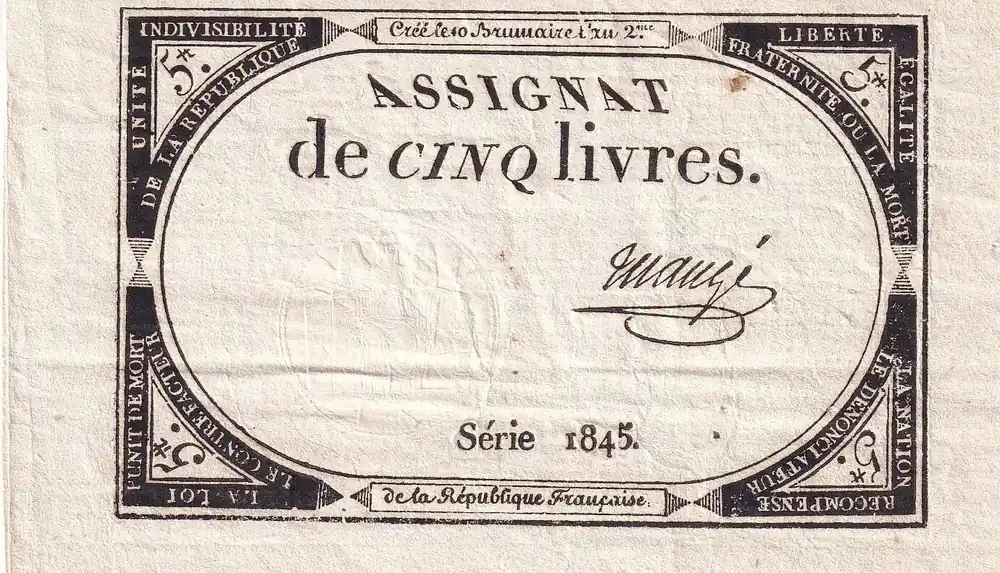 UNITÉ INDIVISIBILITÉ
DE LA RÉPUBLIQUE
5₶.
Créé le 10 Brumaire l'an 2.me
LIBERTÉ ÉGALITÉ
FRATERNITÉ OU LA MORT
5₶.
ASSIGNAT
de CINQ livres.
mangé
Série 1845.
LA LOI PUNIT DE MORT
LE CONTREFACTEUR
5₶.
de la République Française.
LA NATION RÉCOMPENSE
LE DÉNONCIATEUR
5₶.